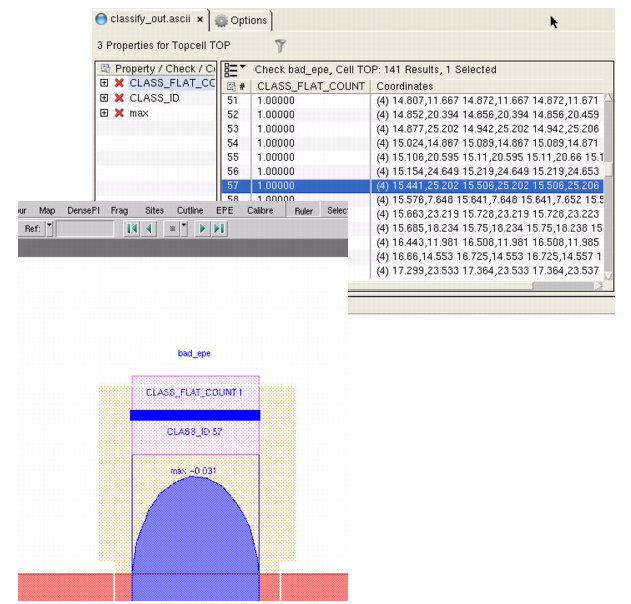 classify_out.ascii Options
3 Properties for Topcell TOP
Property / Check / C
CLASS_FLAT_CC
CLASS_ID
max
Check bad_epe, Cell TOP: 141 Results, 1 Selected
# CLASS_FLAT_COUNT Coordinates
51 1.00000 (4) 14.807,11.667 14.872,11.667 14.872,11.671
52 1.00000 (4) 14.852,20.394 14.856,20.394 14.856,20.459
53 1.00000 (4) 14.877,25.202 14.942,25.202 14.942,25.206
54 1.00000 (4) 15.024,14.867 15.089,14.867 15.089,14.871
55 1.00000 (4) 15.106,20.595 15.11,20.595 15.11,20.66 15.1
56 1.00000 (4) 15.154,24.649 15.219,24.649 15.219,24.653
57 1.00000 (4) 15.441,25.202 15.506,25.202 15.506,25.206
58 1.00000 (4) 15.576,7.648 15.641,7.648 15.641,7.652 15.5
(4) 15.663,23.219 15.728,23.219 15.728,23.223
(4) 15.685,18.234 15.75,18.234 15.75,18.238 15
(4) 16.443,11.981 16.508,11.981 16.508,11.985
(4) 16.66,14.553 16.725,14.553 16.725,14.557 1
(4) 17.299,23.533 17.364,23.533 17.364,23.537
our Map DensePI Frag Sites Cutline EPE Calibre Ruler Selec
Ref:
bad_epe
CLASS_FLAT_COUNT 1
CLASS_ID 57
max -0.031